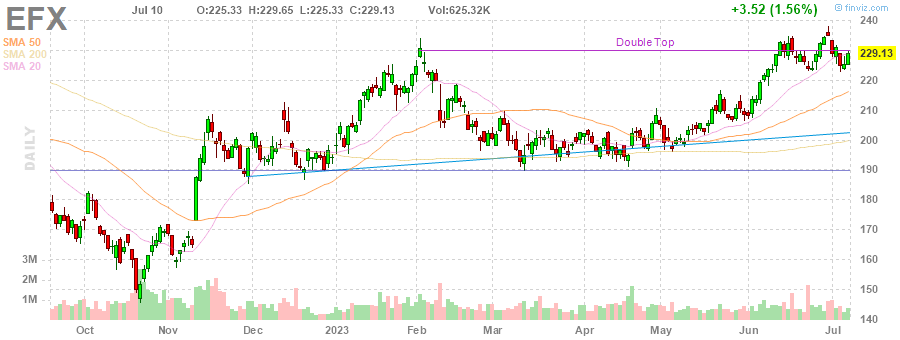 EFX Jul 10 O:225.33 H:229.65 L:225.33 C:229.13 Vol:625.32K +3.52 (1.56%) @ finviz.com
SMA 50
SMA 200
SMA 20
DAILY
Double Top
240
229.13
220
210
200
190
180
170
160
150
140
3M
2M
1M
Oct Nov Dec 2023 Feb Mar Apr May Jun Jul